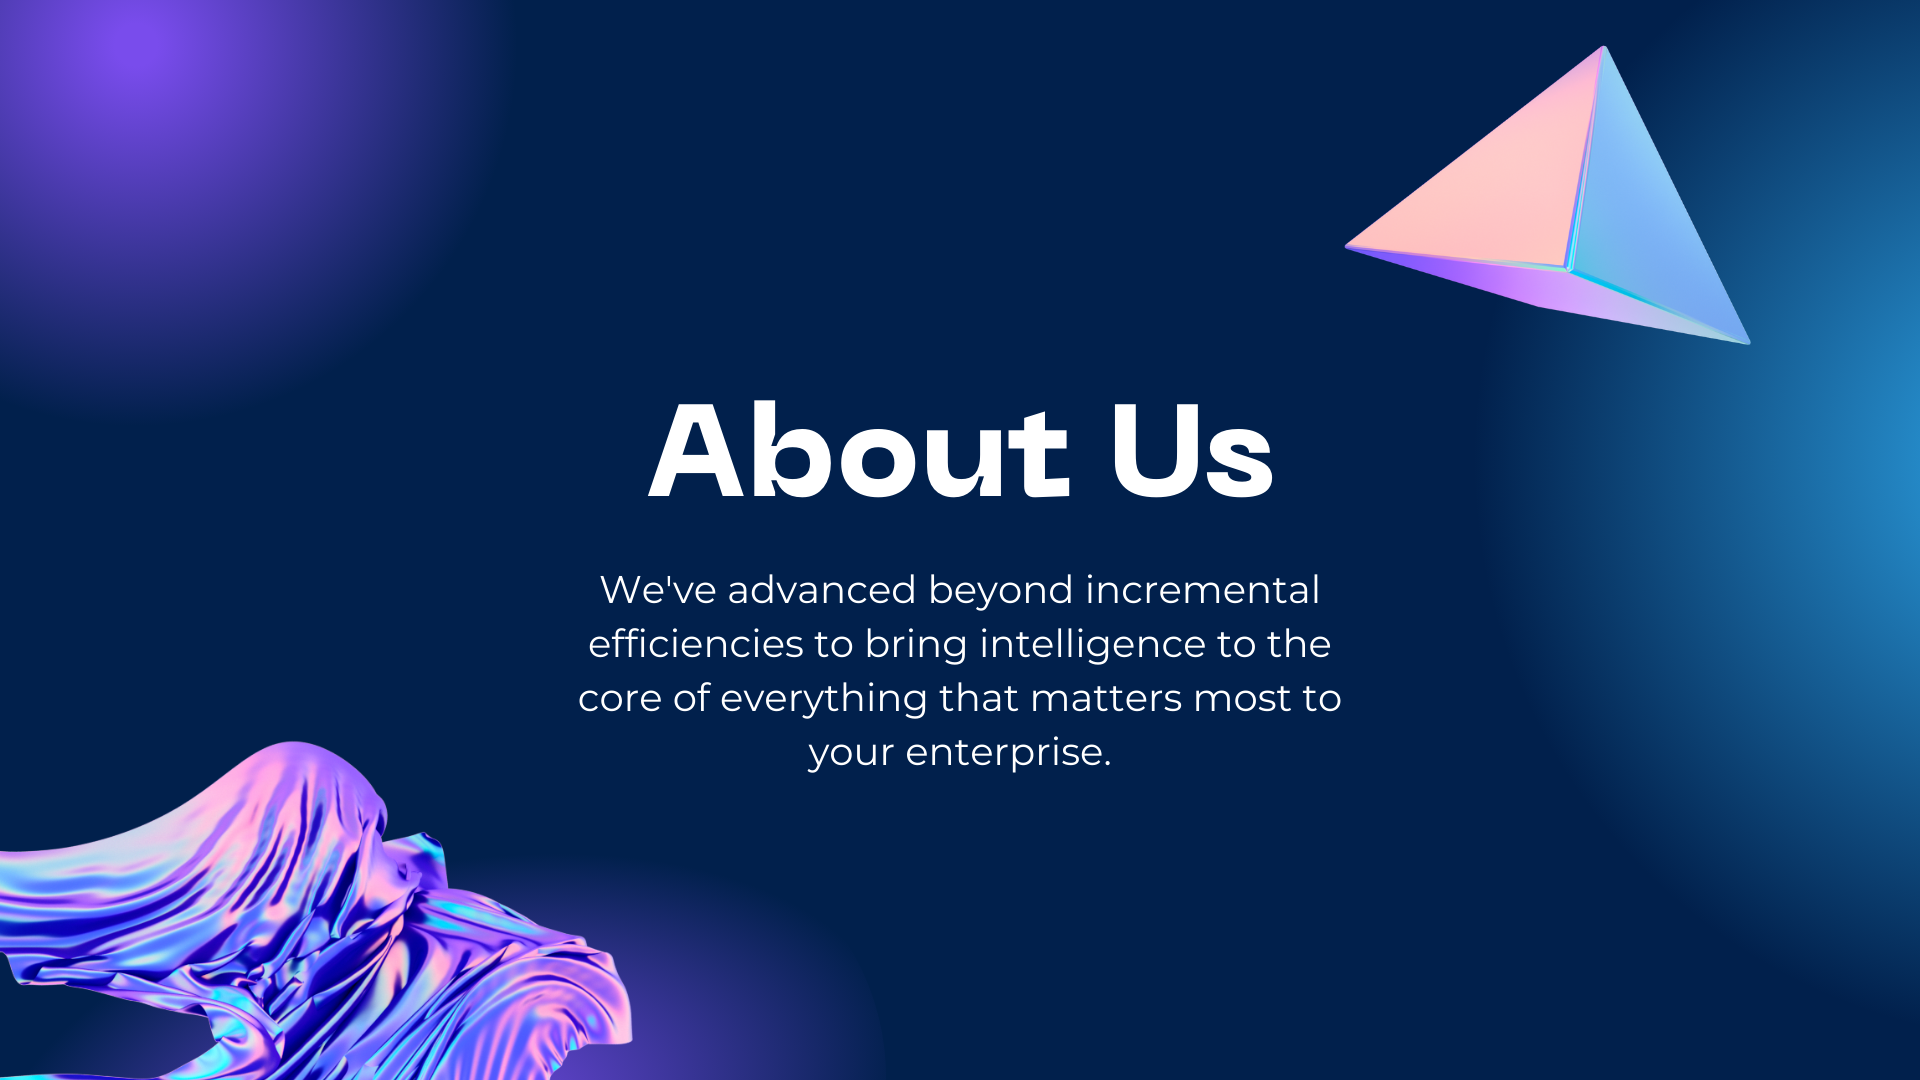 About Us
We've advanced beyond incremental
efficiencies to bring intelligence to the
core of everything that matters most to
your enterprise.